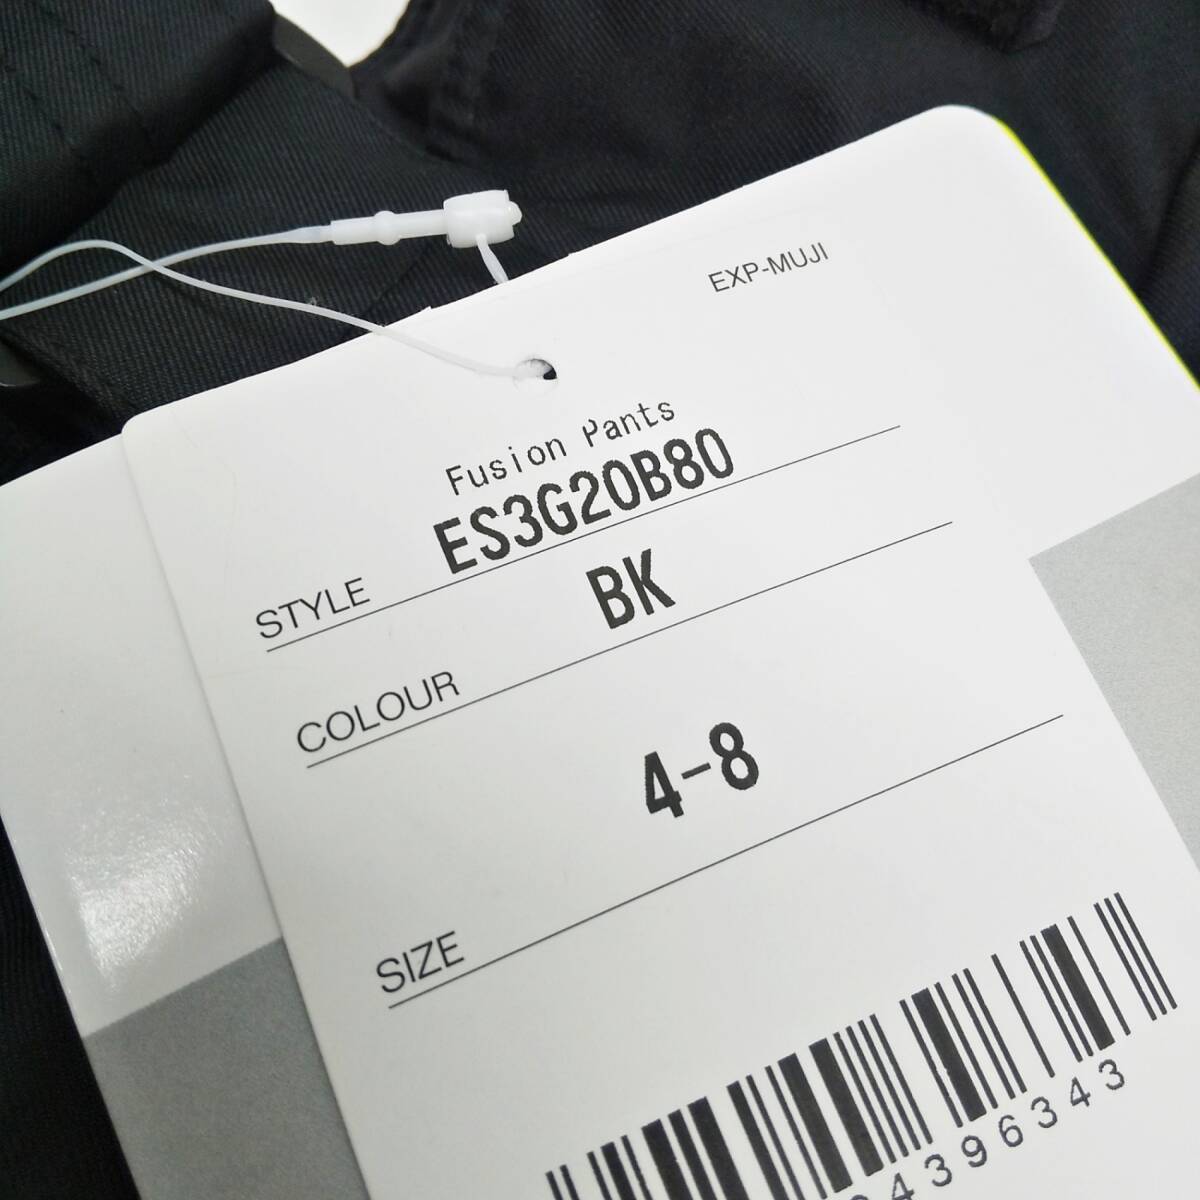 EXP-MUJI
Fusion Pants
STYLE ES3G20B80
COLOUR BK
4-8
SIZE
4396343